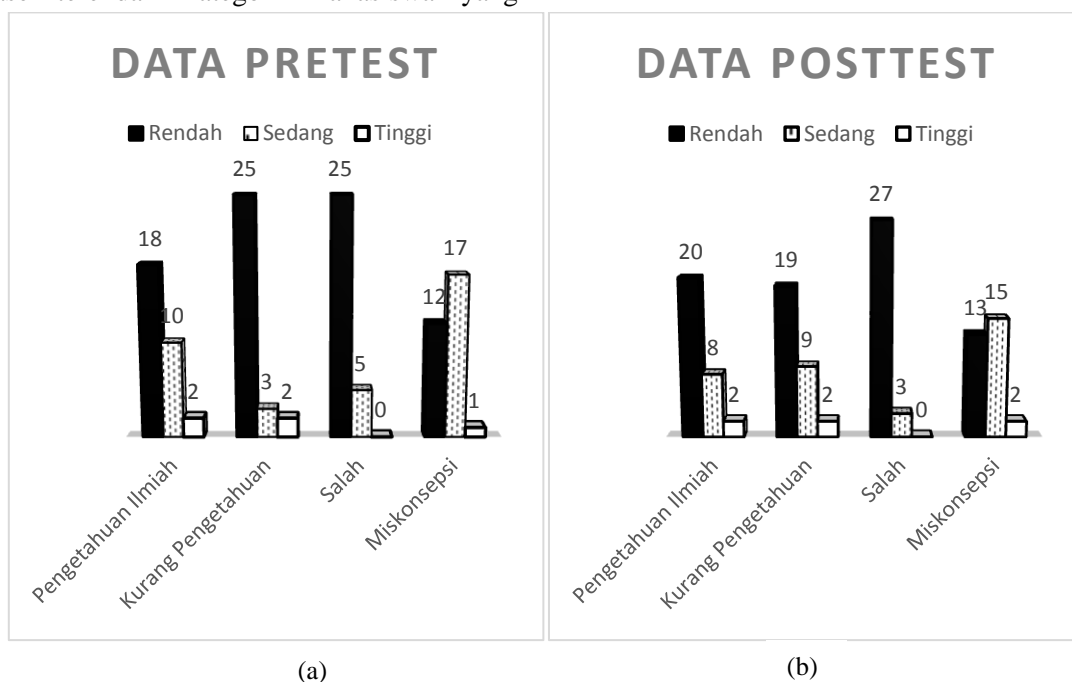 DATA PRETEST
Rendah Sedang Tinggi
25 25
18 17
12
10
5
3
2 2 1
0
Pengetahuan Ilmiah
Kurang Pengetahuan
Salah
Miskonsepsi
(a)
DATA POSTTEST
Rendah Sedang Tinggi
27
20 19
15
13
8 9
3
2 2 2
0
Pengetahuan Ilmiah
Kurang Pengetahuan
Salah
Miskonsepsi
(b)